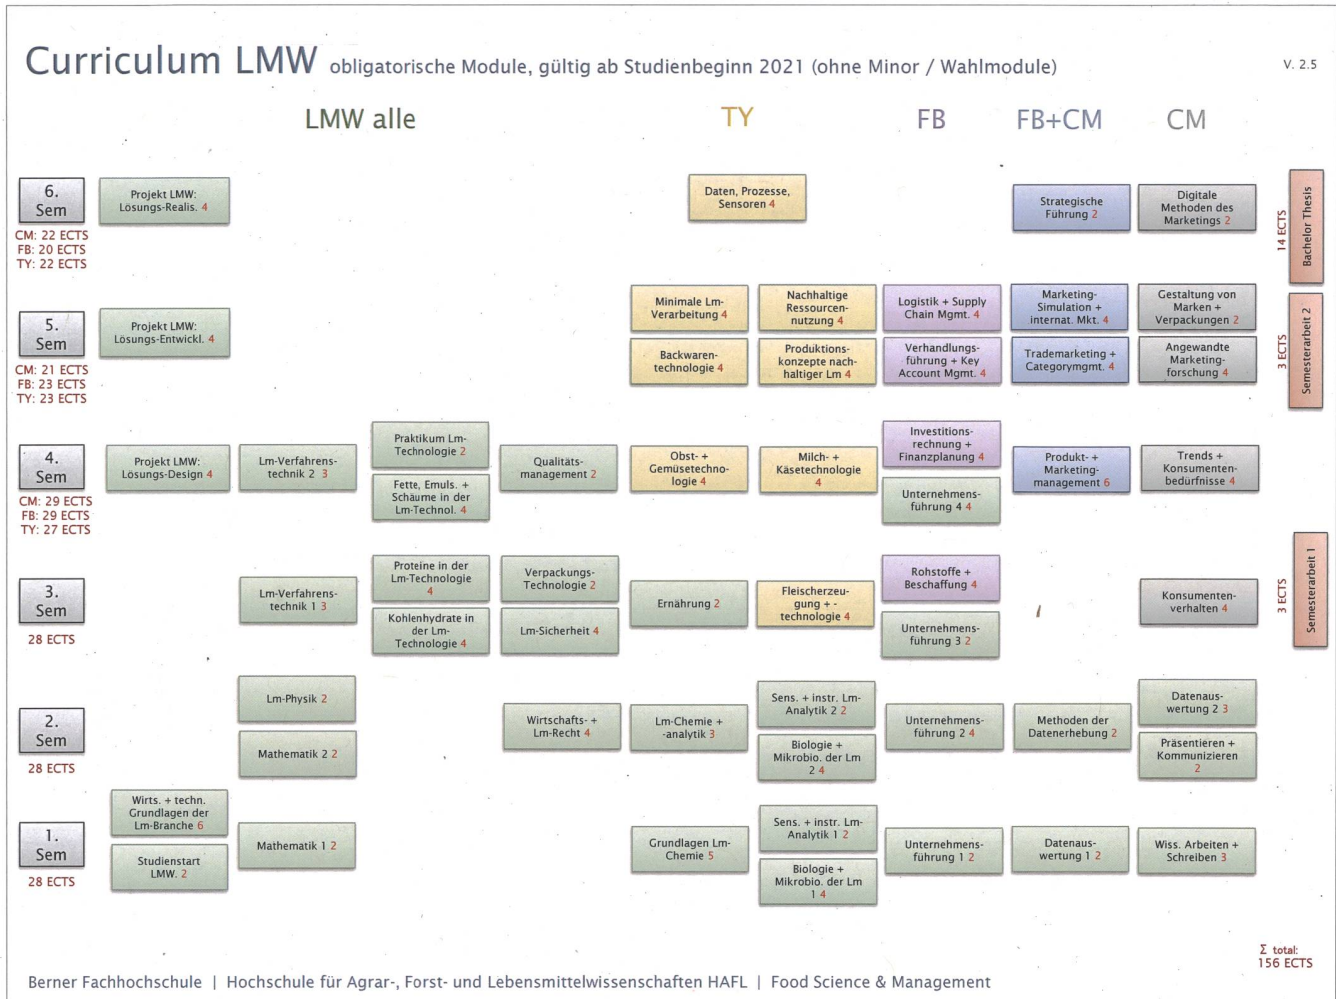 Curriculum LMW obligatorische Module, gültig ab Studienbeginn 2021 (ohne Minor / Wahlmodule)
V. 2.5
LMW alle
TY
FB
FB+CM
CM
6.
Sem
CM: 22 ECTS
FB: 20 ECTS
TY: 22 ECTS
Projekt LMW:
Lösungs-Realis. 4
Daten, Prozesse,
Sensoren 4
Strategische
Führung 2
Digitale
Methoden des
Marketings 2
14 ECTS
Bachelor Thesis
5.
Sem
CM: 21 ECTS
FB: 23 ECTS
TY: 23 ECTS
Projekt LMW:
Lösungs-Entwickl. 4
Minimale Lm-
Verarbeitung 4
Backwaren-
technologie 4
Nachhaltige
Ressourcen-
nutzung 4
Produktions-
konzepte nach-
haltiger Lm 4
Logistik + Supply
Chain Mgmt. 4
Verhandlungs-
führung + Key
Account Mgmt. 4
Marketing-
Simulation +
internat. Mkt. 4
Trademarketing +
Categorymgmt. 4
Gestaltung von
Marken +
Verpackungen 2
Angewandte
Marketing-
forschung 4
3 ECTS
Semesterarbeit 2
4.
Sem
CM: 29 ECTS
FB: 29 ECTS
TY: 27 ECTS
Projekt LMW:
Lösungs-Design 4
Lm-Verfahrens-
technik 2 3
Praktikum Lm-
Technologie 2
Fette, Emuls. +
Schäume in der
Lm-Technol. 4
Qualitäts-
management 2
Obst- +
Gemüsetechno-
logie 4
Milch- +
Käsetechnologie
4
Investitions-
rechnung +
Finanzplanung 4
Unternehmens-
führung 4 4
Produkt- +
Marketing-
management 6
Trends +
Konsumenten-
bedürfnisse 4
3.
Sem
28 ECTS
Lm-Verfahrens-
technik 1 3
Proteine in der
Lm-Technologie
4
Kohlenhydrate in
der Lm-
Technologie 4
Verpackungs-
Technologie 2
Lm-Sicherheit 4
Ernährung 2
Fleischerzeu-
gung + -
technologie 4
Rohstoffe +
Beschaffung 4
Unternehmens-
führung 3 2
Konsumenten-
verhalten 4
3 ECTS
Semesterarbeit 1
2.
Sem
28 ECTS
Lm-Physik 2
Mathematik 2 2
Wirtschafts- +
Lm-Recht 4
Lm-Chemie +
-analytik 3
Sens. + instr. Lm-
Analytik 2 2
Biologie +
Mikrobio. der Lm
2 4
Unternehmens-
führung 2 4
Methoden der
Datenerhebung 2
Datenaus-
wertung 2 3
Präsentieren +
Kommunizieren
2
1.
Sem
28 ECTS
Wirts. + techn.
Grundlagen der
Lm-Branche 6
Studienstart
LMW. 2
Mathematik 1 2
Grundlagen Lm-
Chemie 5
Sens. + instr. Lm-
Analytik 1 2
Biologie +
Mikrobio. der Lm
1 4
Unternehmens-
führung 1 2
Datenaus-
wertung 1 2
Wiss. Arbeiten +
Schreiben 3
Σ total:
156 ECTS
Berner Fachhochschule | Hochschule für Agrar-, Forst- und Lebensmittelwissenschaften HAFL | Food Science & Management